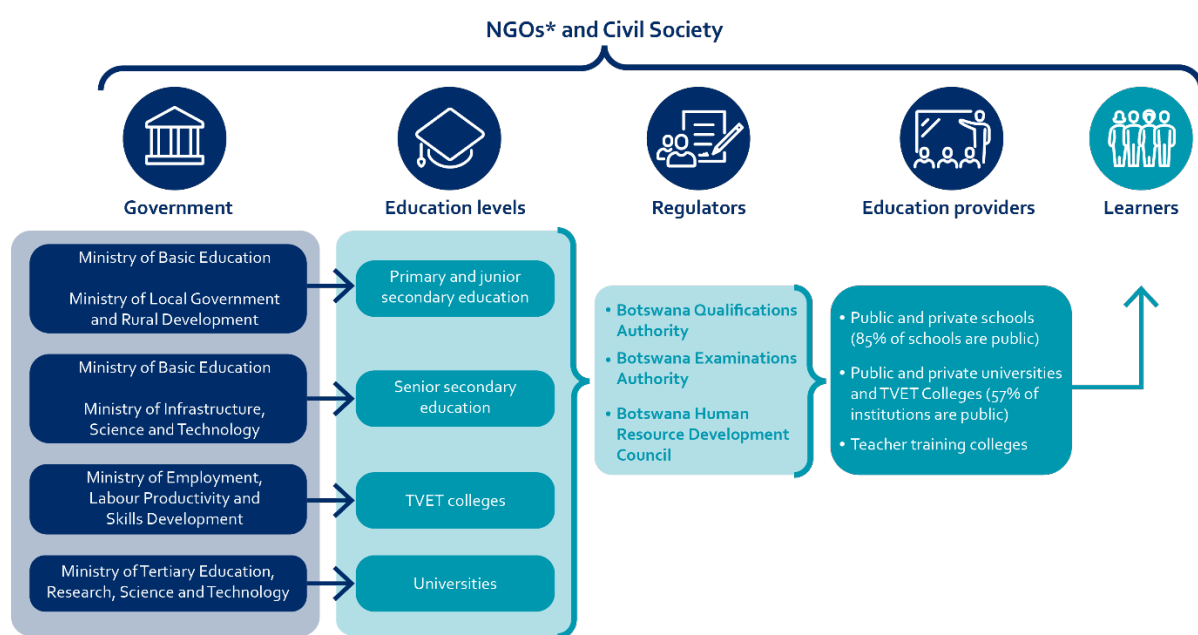 NGOs* and Civil Society
Government
Education levels
Regulators
Education providers
Learners
Ministry of Basic Education
Ministry of Local Government
and Rural Development
Primary and junior
secondary education
Ministry of Basic Education
Ministry of Infrastructure,
Science and Technology
Senior secondary
education
Ministry of Employment,
Labour Productivity and
Skills Development
TVET colleges
Ministry of Tertiary Education,
Research, Science and Technology
Universities
• Botswana Qualifications
Authority
• Botswana Examinations
Authority
• Botswana Human
Resource Development
Council
• Public and private schools
(85% of schools are public)
• Public and private universities
and TVET Colleges (57% of
institutions are public)
• Teacher training colleges